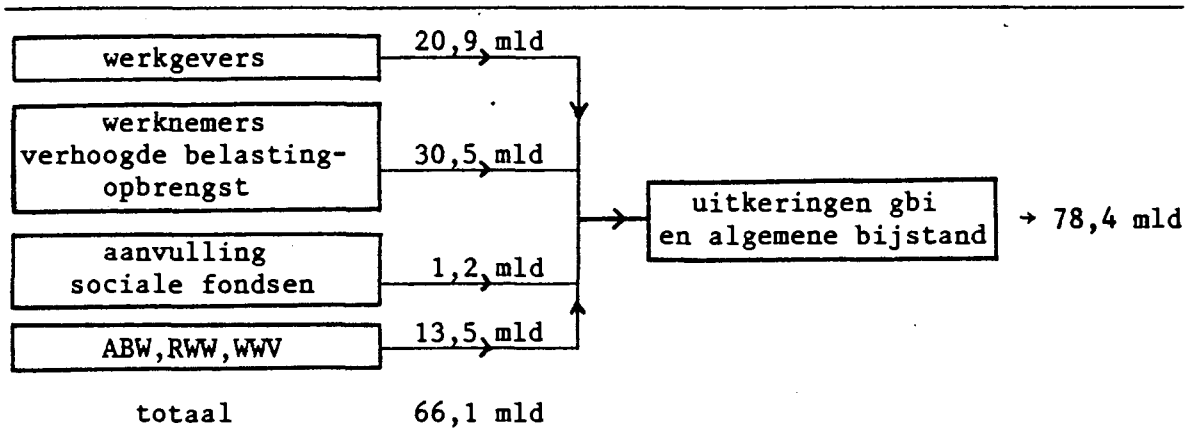 werkgevers 20,9 mld
werknemers
verhoogde belasting- 30,5 mld
opbrengst
uitkeringen gbi
en algemene bijstand → 78,4 mld
aanvulling
sociale fondsen 1,2 mld
ABW,RWW,WWV 13,5 mld
totaal 66,1 mld